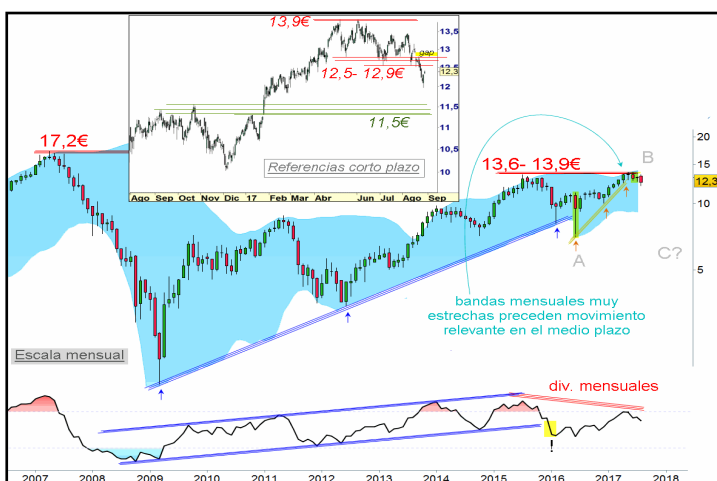 13,9€
13,5
13,0
gap
12,5- 12,9€
12,5
12,3
11,5
11,5€
11
10,5
10
Referencias corto plazo
Ago Sep Oct Nov Dic 17 Feb Mar Abr Jun Jul Ago Sep
17,2€
20
15
13,6- 13,9€
B
12,3
10
A
C?
5
bandas mensuales muy
estrechas preceden movimiento
relevante en el medio plazo
Escala mensual
div. mensuales
!
2007 2008 2009 2010 2011 2012 2013 2014 2015 2016 2017 2018